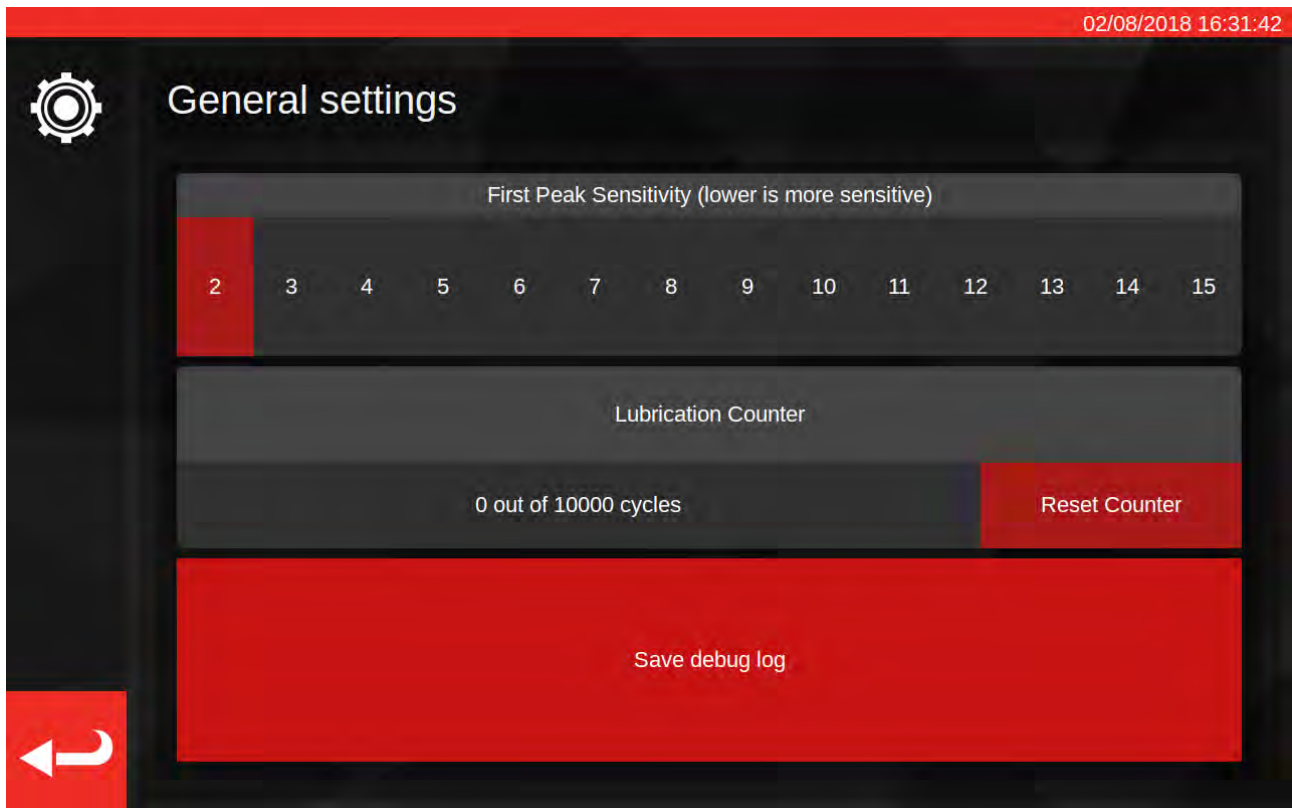 02/08/2018 16:31:42
General settings
First Peak Sensitivity (lower is more sensitive)
2 3 4 5 6 7 8 9 10 11 12 13 14 15
Lubrication Counter
0 out of 10000 cycles Reset Counter
Save debug log